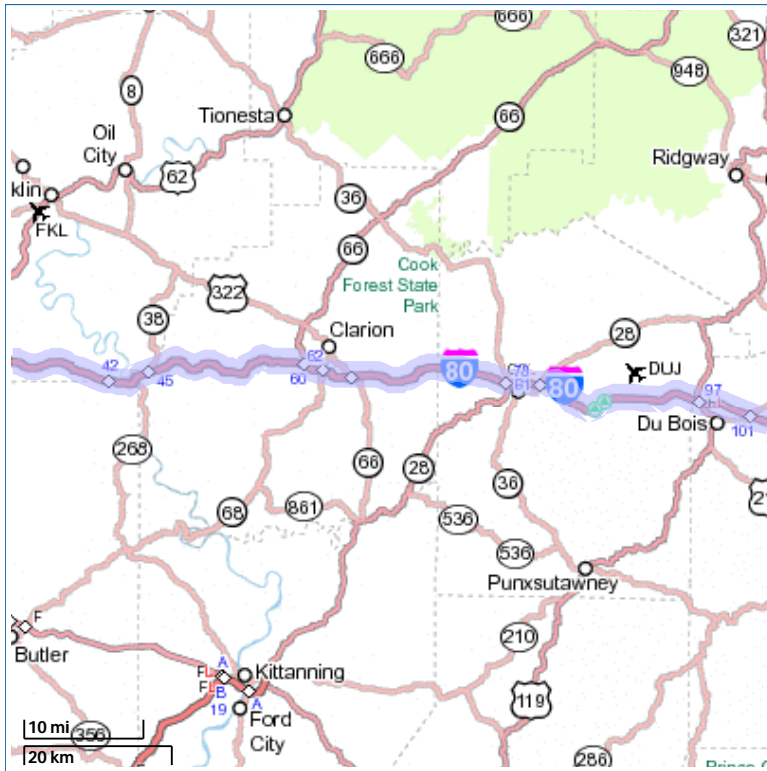 666
666
321
948
8
66
Tionesta
Oil
City
62
Ridgway
klin
36
FKL
66
Cook
Forest State
Park
322
38
28
Clarion
62
42
45
60
80
78
80
DUJ
97
Du Bois
101
268
66
28
36
21
68
861
536
536
Punxsutawney
F
Butler
210
A
FL
FL
B
Kittanning
19
A
Ford
City
119
10 mi
356
20 km
286